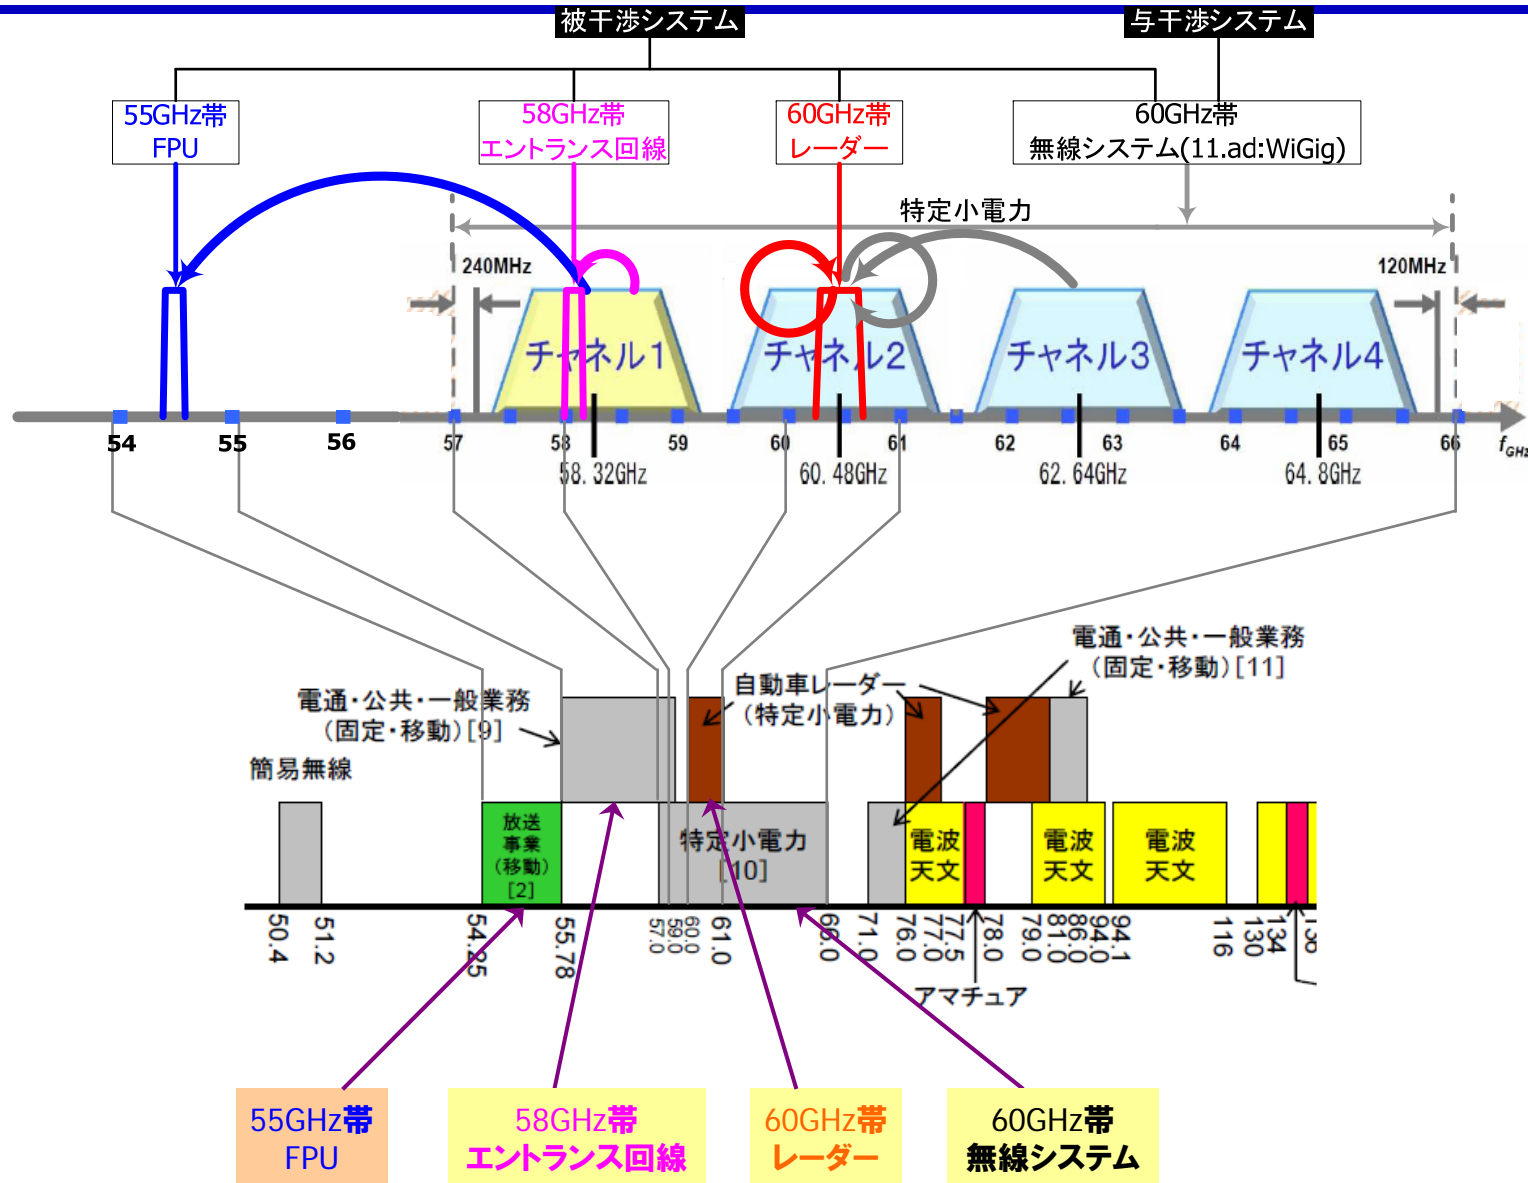 被干渉システム
与干渉システム
55GHz帯
FPU
58GHz帯
エントランス回線
60GHz帯
レーダー
60GHz帯
無線システム(11.ad:WiGig)
特定小電力
240MHz
120MHz
チャネル1
チャネル2
チャネル3
チャネル4
54
55
56
57
58
59
60
61
62
63
64
65
66
fGHz
58.32GHz
60.48GHz
62.64GHz
64.8GHz
電通・公共・一般業務
(固定・移動)[11]
自動車レーダー
(特定小電力)
電通・公共・一般業務
(固定・移動)[9]
簡易無線
放送
事業
(移動)
[2]
特定小電力
[10]
電波
天文
電波
天文
電波
天文
50.4
51.2
54.25
55.78
57.0
59.0
60.0
61.0
66.0
71.0
76.0
77.0
77.5
78.0
79.0
81.0
86.0
94.0
94.1
116
130
134
アマチュア
55GHz帯
FPU
58GHz帯
エントランス回線
60GHz帯
レーダー
60GHz帯
無線システム